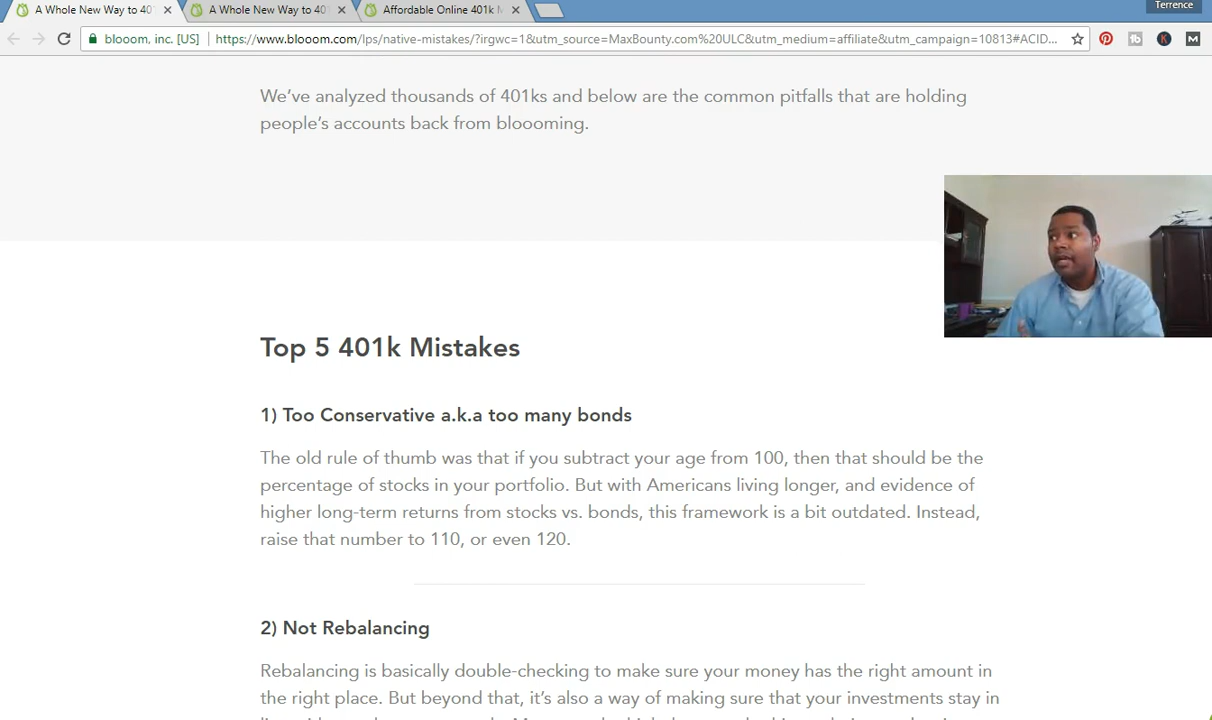 Terrence
A Whole New Way to 401
A Whole New Way to 401
Affordable Online 401k M
blooom, inc. [US] https://www.blooom.com/lps/native-mistakes/?irgwc=1&utm_source=MaxBounty.com%20ULC&utm_medium=affiliate&utm_campaign=10813#ACID...
We've analyzed thousands of 401ks and below are the common pitfalls that are holding
people's accounts back from bloooming.
Top 5 401k Mistakes
1) Too Conservative a.k.a too many bonds
The old rule of thumb was that if you subtract your age from 100, then that should be the
percentage of stocks in your portfolio. But with Americans living longer, and evidence of
higher long-term returns from stocks vs. bonds, this framework is a bit outdated. Instead,
raise that number to 110, or even 120.
2) Not Rebalancing
Rebalancing is basically double-checking to make sure your money has the right amount in
the right place. But beyond that, it's also a way of making sure that your investments stay in